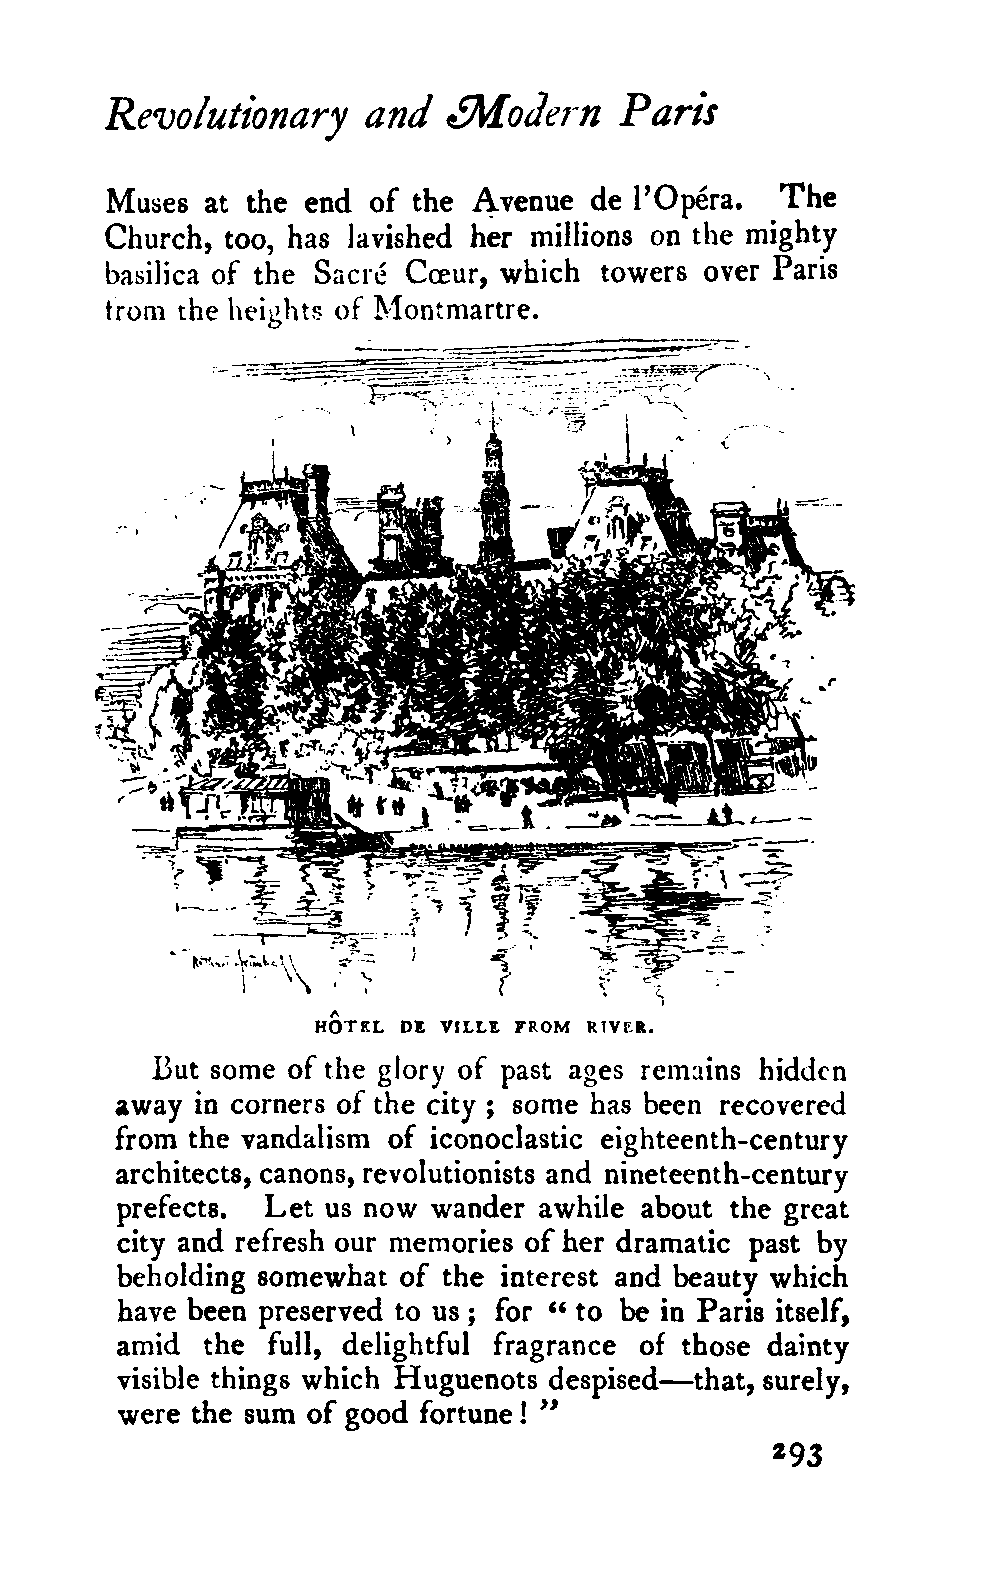 Revolutionary and Modern Paris
Muses at the end of the Avenue de l'Opéra. The
Church, too, has lavished her millions on the mighty
basilica of the Sacré Cœur, which towers over Paris
from the heights of Montmartre.
HÔTEL DE VILLE FROM RIVER.
But some of the glory of past ages remains hidden
away in corners of the city ; some has been recovered
from the vandalism of iconoclastic eighteenth-century
architects, canons, revolutionists and nineteenth-century
prefects. Let us now wander awhile about the great
city and refresh our memories of her dramatic past by
beholding somewhat of the interest and beauty which
have been preserved to us ; for “ to be in Paris itself,
amid the full, delightful fragrance of those dainty
visible things which Huguenots despised—that, surely,
were the sum of good fortune ! ”
293